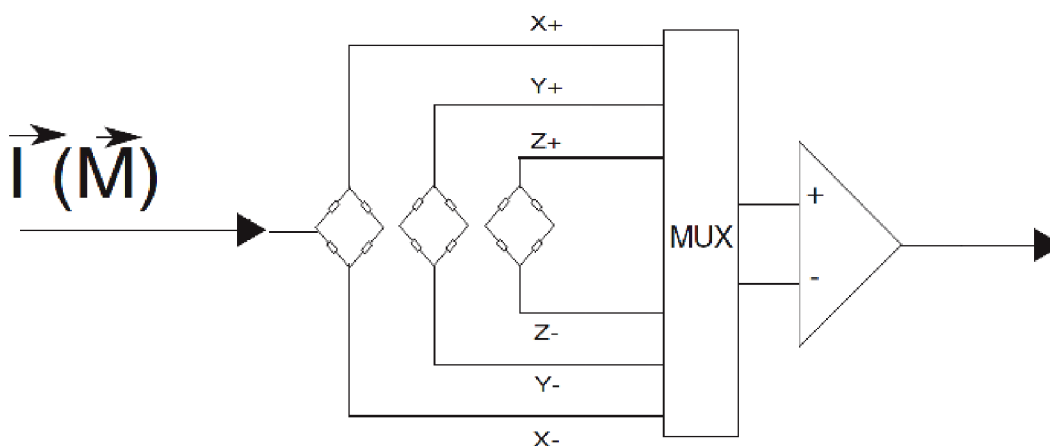 X+
Y+
Z+
I (M)
MUX
+
-
Z-
Y-
X-